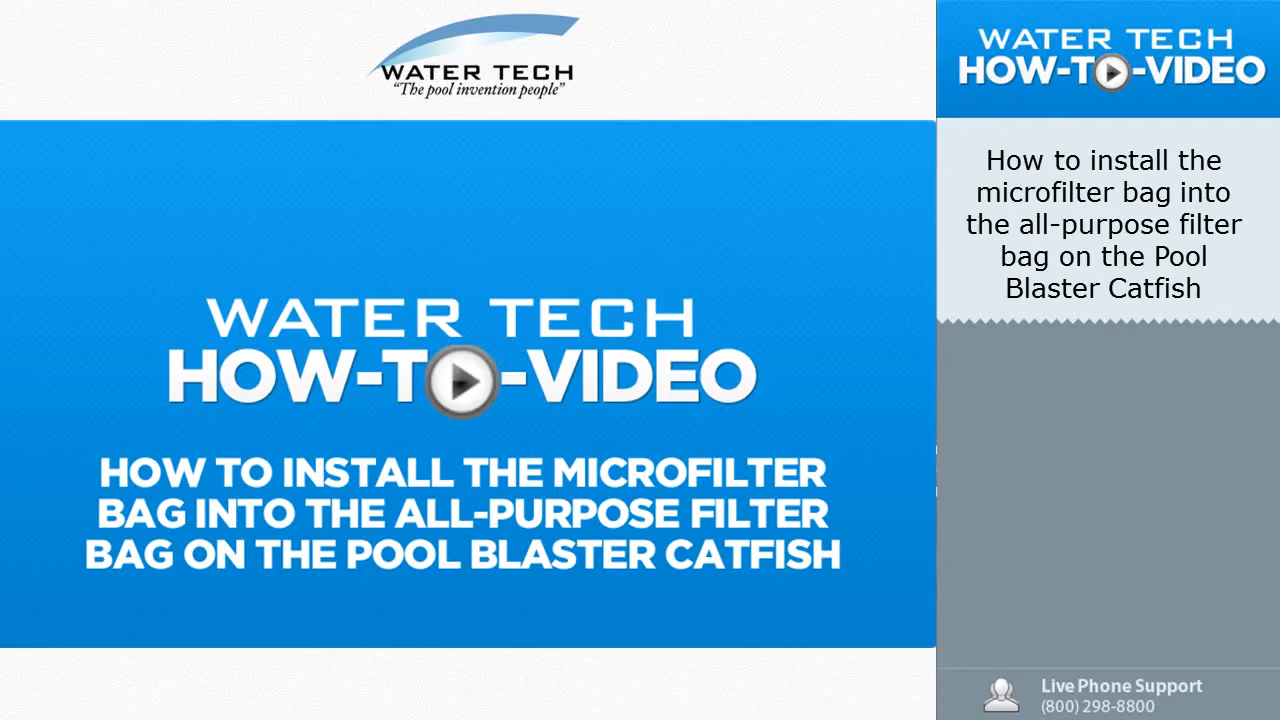 WATER TECH
"The pool invention people"
WATER TECH
HOW-TO-VIDEO
HOW TO INSTALL THE MICROFILTER
BAG INTO THE ALL-PURPOSE FILTER
BAG ON THE POOL BLASTER CATFISH
WATER TECH
HOW-TO-VIDEO
How to install the
microfilter bag into
the all-purpose filter
bag on the Pool
Blaster Catfish
Live Phone Support
(800) 298-8800